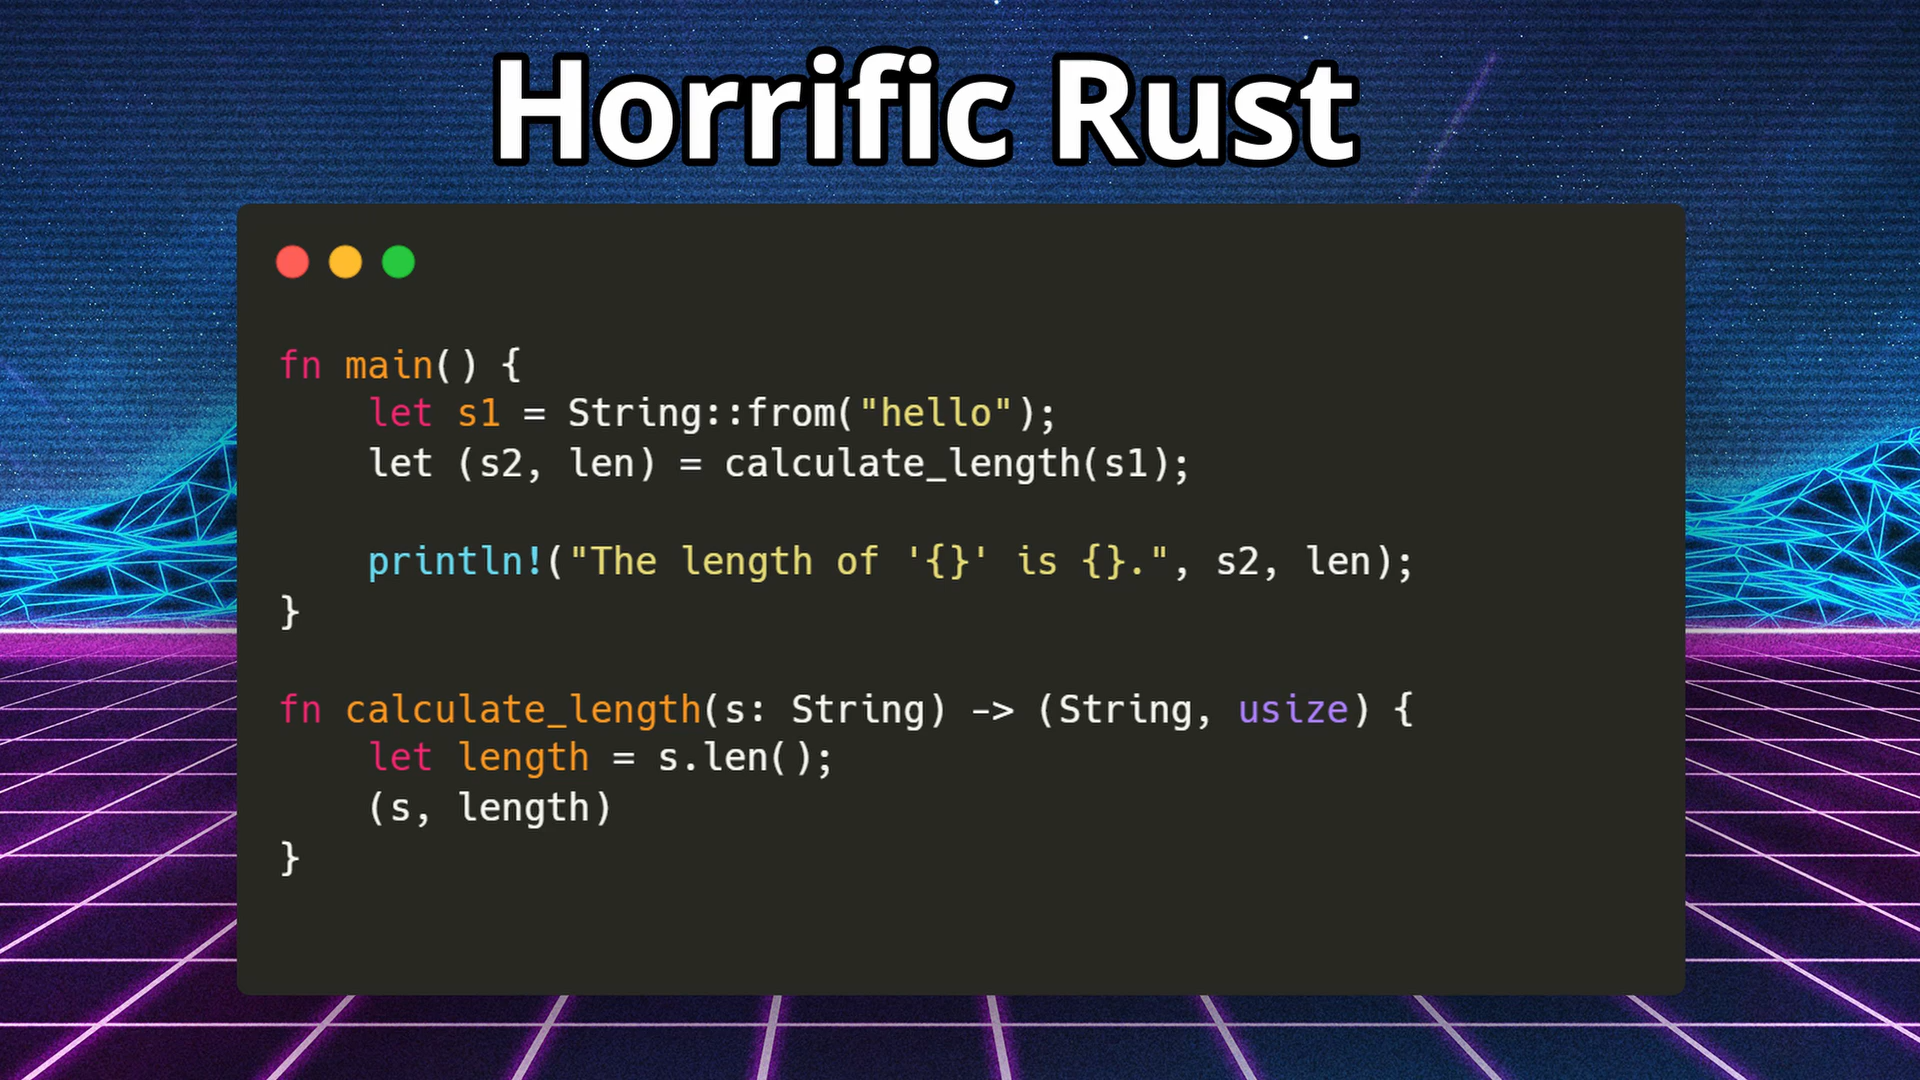 Horrific Rust
fn main() {
    let s1 = String::from("hello");
    let (s2, len) = calculate_length(s1);
    println!("The length of '{}' is {}.", s2, len);
}
fn calculate_length(s: String) -> (String, usize) {
    let length = s.len();
    (s, length)
}